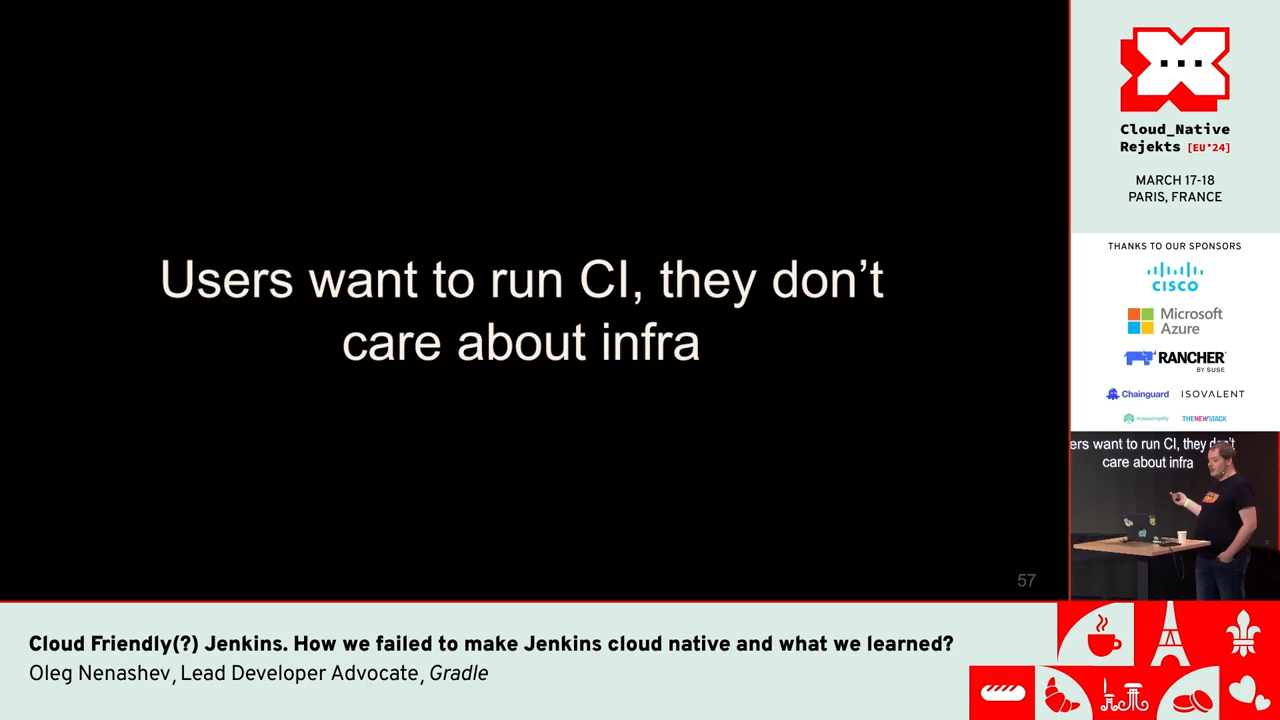 Users want to run CI, they don't
care about infra
57
Cloud_Native
Rejekts [EU*24]
MARCH 17-18
PARIS, FRANCE
THANKS TO OUR SPONSORS
CISCO
Microsoft
Azure
RANCHER
BY SUSE
Chainguard
ISOVALENT
THENEWSTACK
ers want to run CI, they don't
care about infra
Cloud Friendly(?) Jenkins. How we failed to make Jenkins cloud native and what we learned?
Oleg Nenashev, Lead Developer Advocate, Gradle